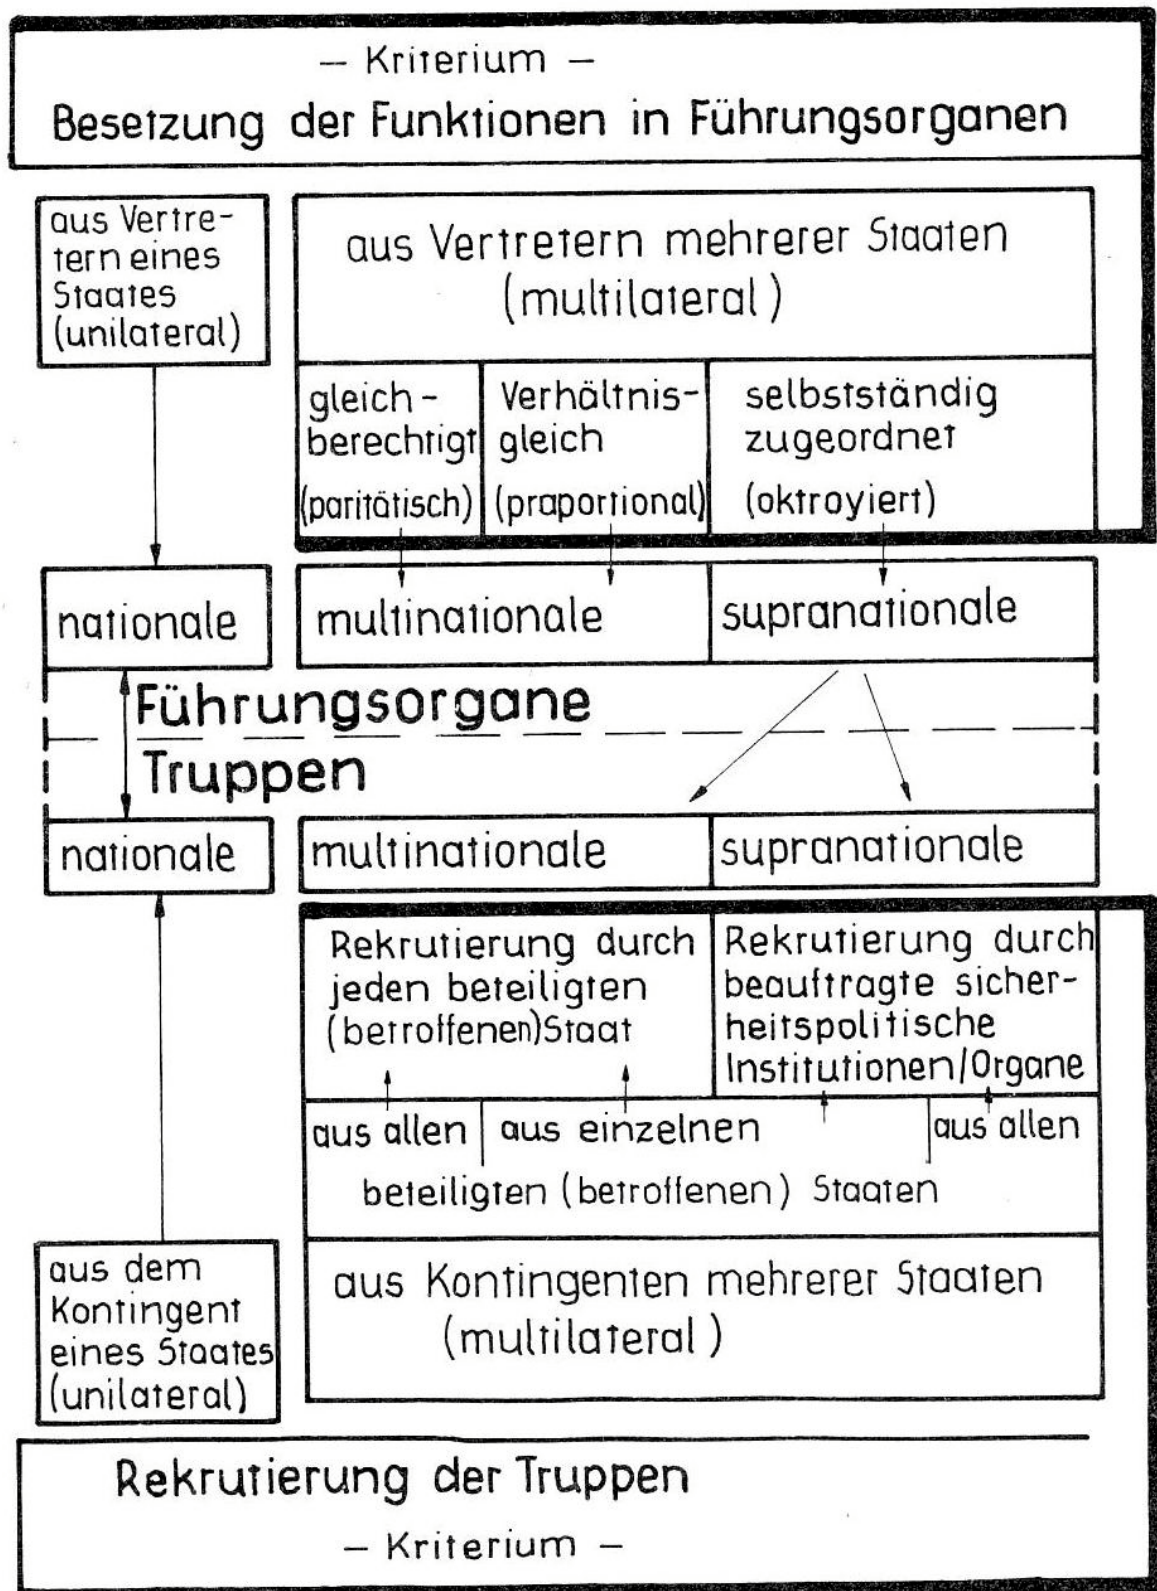 – Kriterium –
Besetzung der Funktionen in Führungsorganen
aus Vertre-
tern eines
Staates
(unilateral)
aus Vertretern mehrerer Staaten
(multilateral)
gleich-
berechtigt
(paritätisch)
Verhältnis-
gleich
(praportional)
selbstständig
zugeordnet
(oktroyiert)
nationale
multinationale
supranationale
Führungsorgane
Truppen
nationale
multinationale
supranationale
Rekrutierung durch
jeden beteiligten
(betroffenen) Staat
Rekrutierung durch
beauftragte sicher-
heitspolitische
Institutionen/Organe
aus allen
aus einzelnen
aus allen
beteiligten (betroffenen) Staaten
aus dem
Kontingent
eines Staates
(unilateral)
aus Kontingenten mehrerer Staaten
(multilateral)
Rekrutierung der Truppen
– Kriterium –